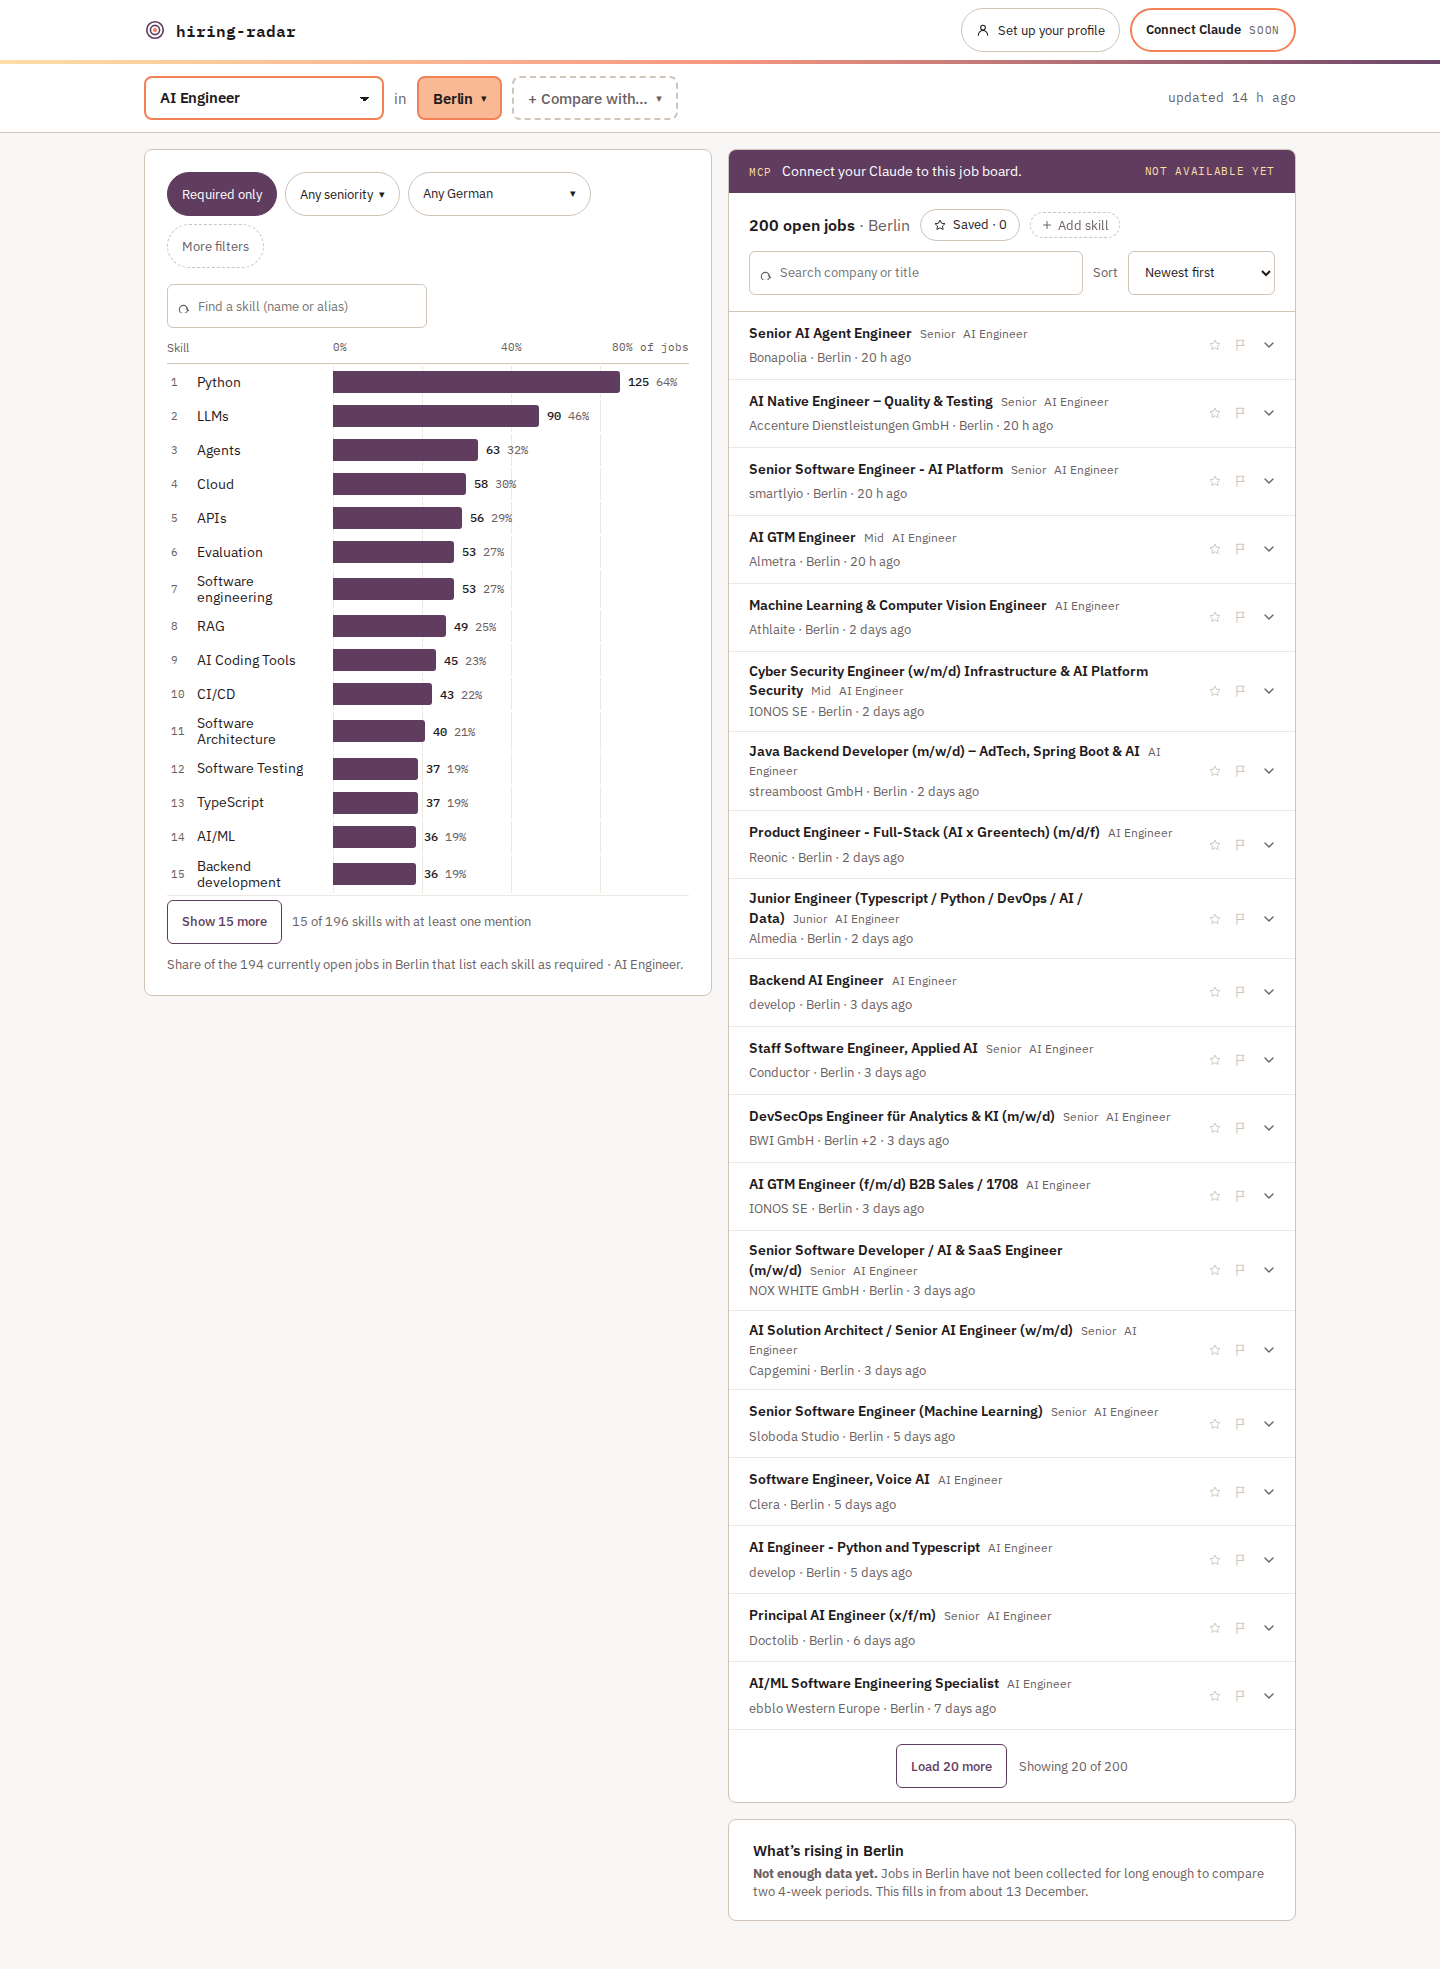 hiring-radar
Set up your profile
Connect Claude SOON
AI Engineer
in
Berlin
+ Compare with...
updated 14 h ago
Required only
Any seniority
Any German
More filters
Find a skill (name or alias)
Skill 0% 40% 80% of jobs
1 Python 125 64%
2 LLMs 90 46%
3 Agents 63 32%
4 Cloud 58 30%
5 APIs 56 29%
6 Evaluation 53 27%
7 Software engineering 53 27%
8 RAG 49 25%
9 AI Coding Tools 45 23%
10 CI/CD 43 22%
11 Software Architecture 40 21%
12 Software Testing 37 19%
13 TypeScript 37 19%
14 AI/ML 36 19%
15 Backend development 36 19%
Show 15 more 15 of 196 skills with at least one mention
Share of the 194 currently open jobs in Berlin that list each skill as required · AI Engineer.
MCP Connect your Claude to this job board. NOT AVAILABLE YET
200 open jobs · Berlin Saved · 0 + Add skill
Search company or title Sort Newest first
Senior AI Agent Engineer Senior AI Engineer
Bonapolia · Berlin · 20 h ago
AI Native Engineer – Quality & Testing Senior AI Engineer
Accenture Dienstleistungen GmbH · Berlin · 20 h ago
Senior Software Engineer - AI Platform Senior AI Engineer
smartlyio · Berlin · 20 h ago
AI GTM Engineer Mid AI Engineer
Almetra · Berlin · 20 h ago
Machine Learning & Computer Vision Engineer AI Engineer
Athlaite · Berlin · 2 days ago
Cyber Security Engineer (w/m/d) Infrastructure & AI Platform
Security Mid AI Engineer
IONOS SE · Berlin · 2 days ago
Java Backend Developer (m/w/d) – AdTech, Spring Boot & AI AI
Engineer
streamboost GmbH · Berlin · 2 days ago
Product Engineer - Full-Stack (AI x Greentech) (m/d/f) AI Engineer
Reonic · Berlin · 2 days ago
Junior Engineer (Typescript / Python / DevOps / AI /
Data) Junior AI Engineer
Almedia · Berlin · 2 days ago
Backend AI Engineer AI Engineer
develop · Berlin · 3 days ago
Staff Software Engineer, Applied AI Senior AI Engineer
Conductor · Berlin · 3 days ago
DevSecOps Engineer für Analytics & KI (m/w/d) Senior AI Engineer
BWI GmbH · Berlin +2 · 3 days ago
AI GTM Engineer (f/m/d) B2B Sales / 1708 AI Engineer
IONOS SE · Berlin · 3 days ago
Senior Software Developer / AI & SaaS Engineer
(m/w/d) Senior AI Engineer
NOX WHITE GmbH · Berlin · 3 days ago
AI Solution Architect / Senior AI Engineer (w/m/d) Senior AI
Engineer
Capgemini · Berlin · 3 days ago
Senior Software Engineer (Machine Learning) Senior AI Engineer
Sloboda Studio · Berlin · 5 days ago
Software Engineer, Voice AI AI Engineer
Clera · Berlin · 5 days ago
AI Engineer - Python and Typescript AI Engineer
develop · Berlin · 5 days ago
Principal AI Engineer (x/f/m) Senior AI Engineer
Doctolib · Berlin · 6 days ago
AI/ML Software Engineering Specialist AI Engineer
ebblo Western Europe · Berlin · 7 days ago
Load 20 more Showing 20 of 200
What’s rising in Berlin
Not enough data yet. Jobs in Berlin have not been collected for long enough to compare
two 4-week periods. This fills in from about 13 December.